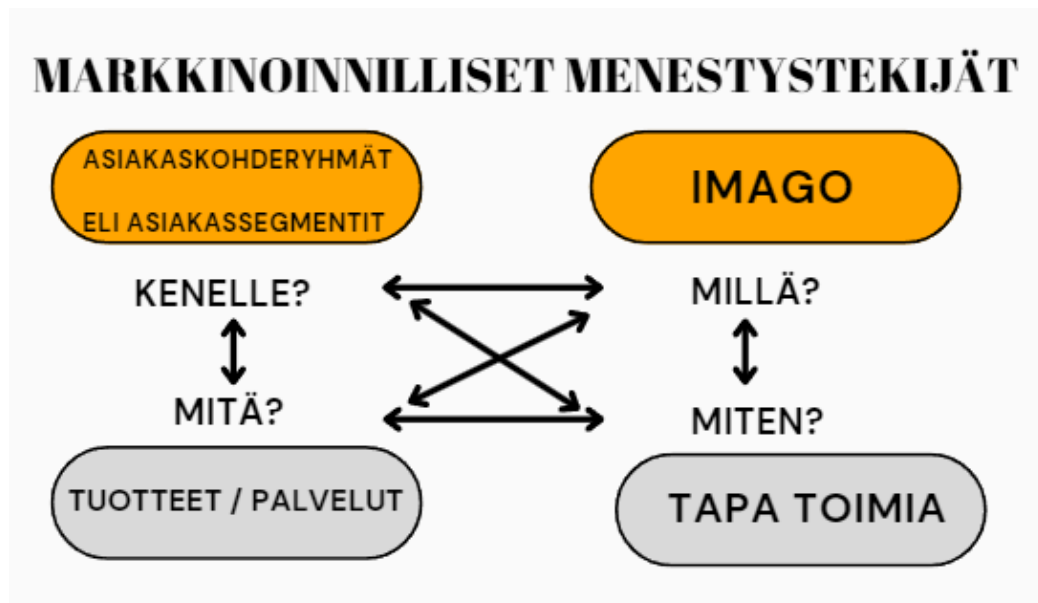 MARKKINOINNILLISET MENESTYSTEKIJÄT
ASIAKASKOHDERYHMÄT
ELI ASIAKASSEGMENTIT
IMAGO
KENELLE?
MILLÄ?
MITÄ?
MITEN?
TUOTTEET / PALVELUT
TAPA TOIMIA